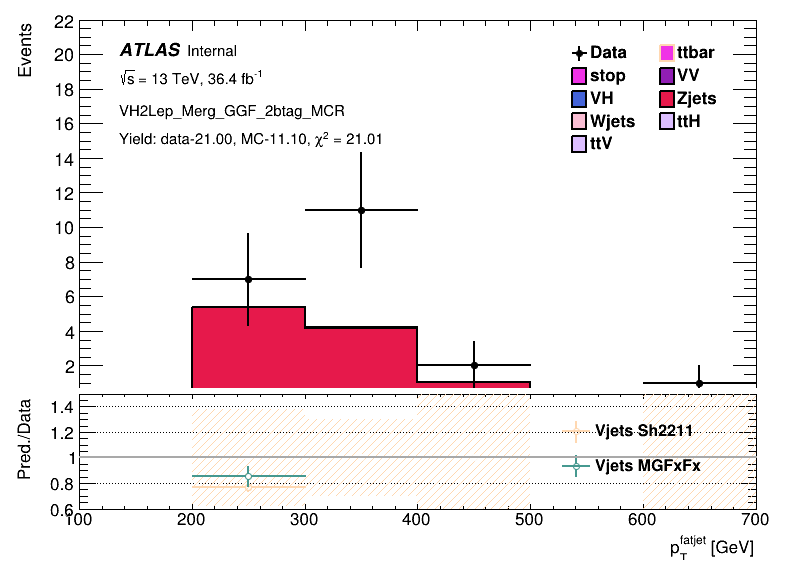 Events
22
20
18
16
14
12
10
8
6
4
2
ATLAS Internal
√s = 13 TeV, 36.4 fb⁻¹
VH2Lep_Merg_GGF_2btag_MCR
Yield: data-21.00, MC-11.10, χ² = 21.01
Data
ttbar
stop
VV
VH
Zjets
Wjets
ttH
ttV
Pred./Data
1.4
1.2
1
0.8
0.6
Vjets Sh2211
Vjets MGFxFx
100 200 300 400 500 600 700
p_T^fatjet [GeV]